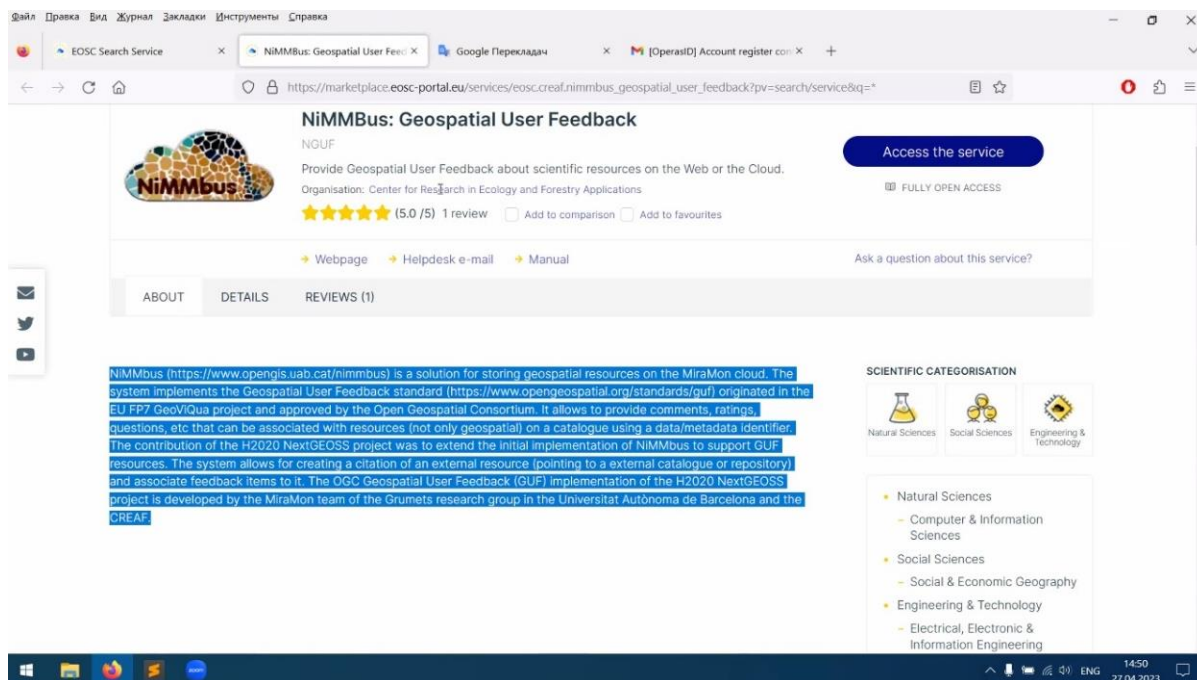 Файл Правка Вид Журнал Закладки Инструменты Справка
EOSC Search Service
NiMMBus: Geospatial User Feed
Google Перекладач
[OperasID] Account register con
https://marketplace.eosc-portal.eu/services/eosc.creaf.nimmbus_geospatial_user_feedback?pv=search/service&q=*
NiMMbus
NiMMBus: Geospatial User Feedback
NGUF
Provide Geospatial User Feedback about scientific resources on the Web or the Cloud.
Organisation: Center for Research in Ecology and Forestry Applications
(5.0 /5) 1 review Add to comparison Add to favourites
Access the service
FULLY OPEN ACCESS
Webpage Helpdesk e-mail Manual
Ask a question about this service?
ABOUT DETAILS REVIEWS (1)
NiMMbus (https://www.opengis.uab.cat/nimmbus) is a solution for storing geospatial resources on the MiraMon cloud. The
system implements the Geospatial User Feedback standard (https://www.opengeospatial.org/standards/guf) originated in the
EU FP7 GeoViQua project and approved by the Open Geospatial Consortium. It allows to provide comments, ratings,
questions, etc that can be associated with resources (not only geospatial) on a catalogue using a data/metadata identifier.
The contribution of the H2020 NextGEOSS project was to extend the initial implementation of NiMMbus to support GUF
resources. The system allows for creating a citation of an external resource (pointing to a external catalogue or repository)
and associate feedback items to it. The OGC Geospatial User Feedback (GUF) implementation of the H2020 NextGEOSS
project is developed by the MiraMon team of the Grumets research group in the Universitat Autònoma de Barcelona and the
CREAF.
SCIENTIFIC CATEGORISATION
Natural Sciences
Social Sciences
Engineering &
Technology
Natural Sciences
– Computer & Information
Sciences
Social Sciences
– Social & Economic Geography
Engineering & Technology
– Electrical, Electronic &
Information Engineering
zoom
ENG
14:50
27.04.2023